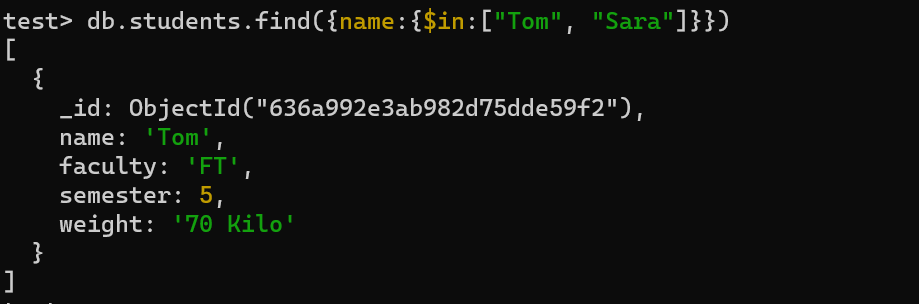 test> db.students.find({name:{$in:["Tom", "Sara"]}})
[
  {
    _id: ObjectId("636a992e3ab982d75dde59f2"),
    name: 'Tom',
    faculty: 'FT',
    semester: 5,
    weight: '70 Kilo'
  }
]